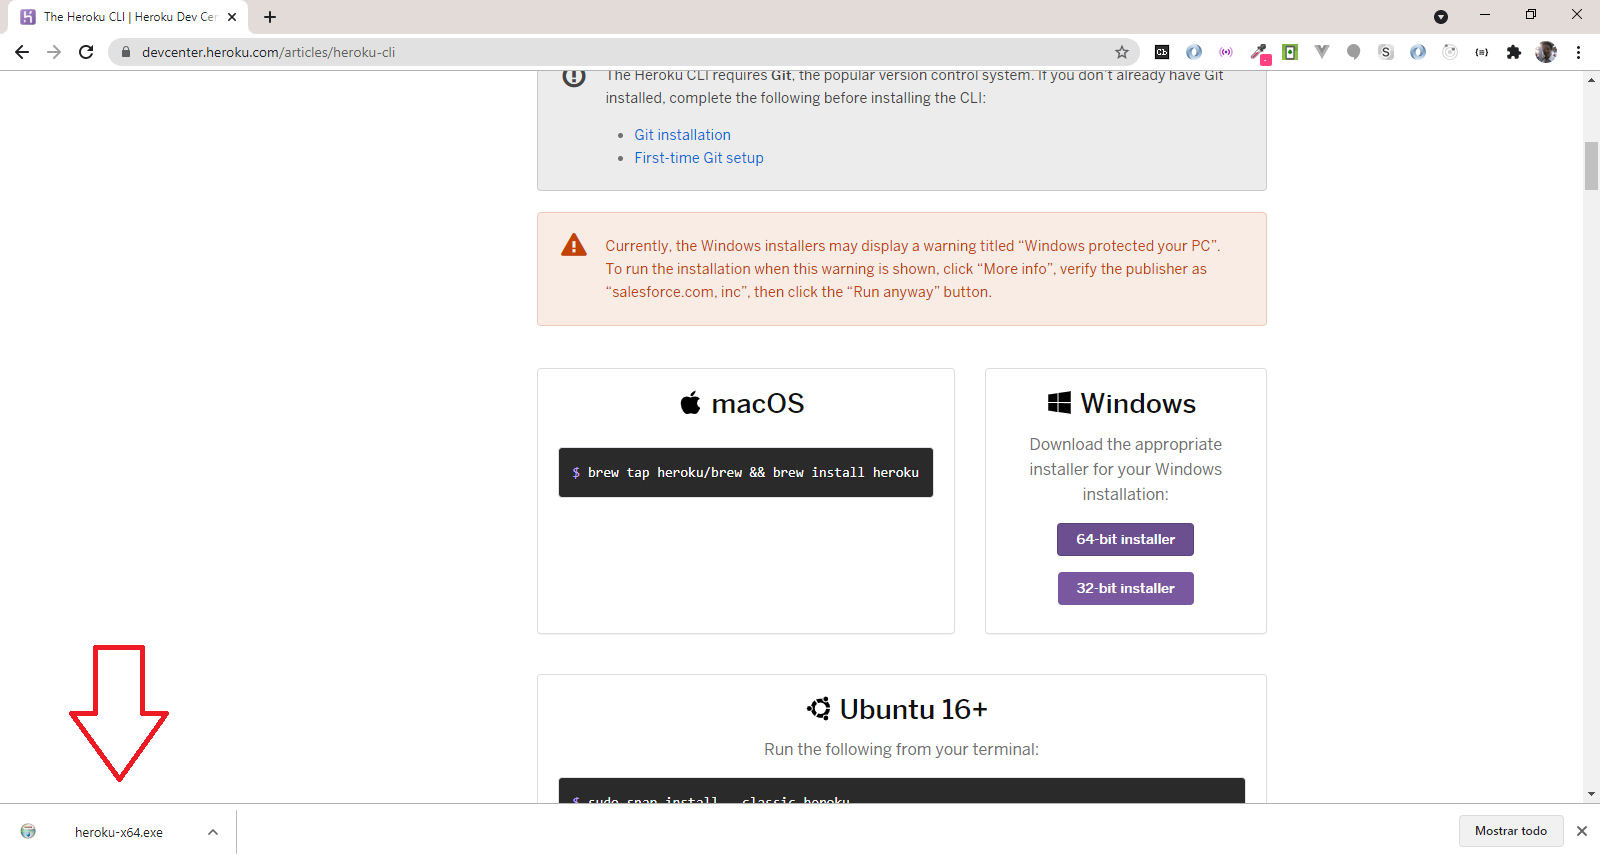 The Heroku CLI | Heroku Dev Cer
devcenter.heroku.com/articles/heroku-cli
The Heroku CLI requires Git, the popular version control system. If you don't already have Git
installed, complete the following before installing the CLI:
Git installation
First-time Git setup
Currently, the Windows installers may display a warning titled “Windows protected your PC”.
To run the installation when this warning is shown, click “More info”, verify the publisher as
“salesforce.com, inc”, then click the “Run anyway” button.
macOS
$ brew tap heroku/brew && brew install heroku
Windows
Download the appropriate
installer for your Windows
installation:
64-bit installer
32-bit installer
Ubuntu 16+
Run the following from your terminal:
$ sudo snap install --classic heroku
heroku-x64.exe
Mostrar todo